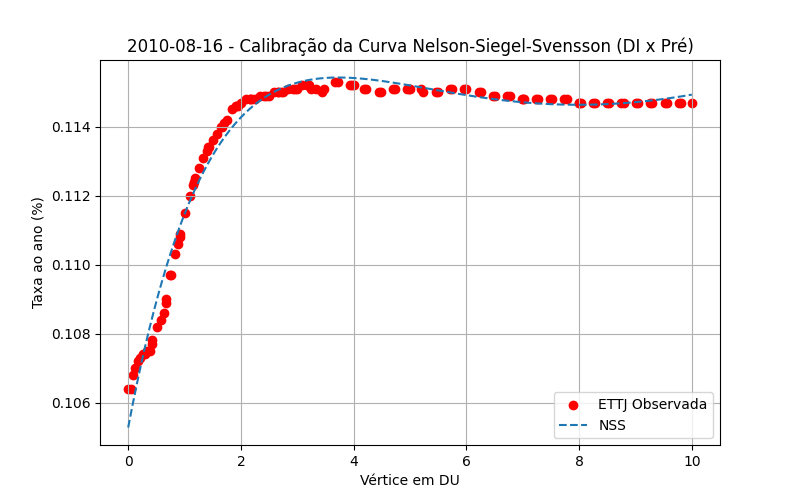 2010-08-16 - Calibração da Curva Nelson-Siegel-Svensson (DI x Pré)
Taxa ao ano (%)
0.114
0.112
0.110
0.108
0.106
0
2
4
6
8
10
Vértice em DU
ETTJ Observada
NSS